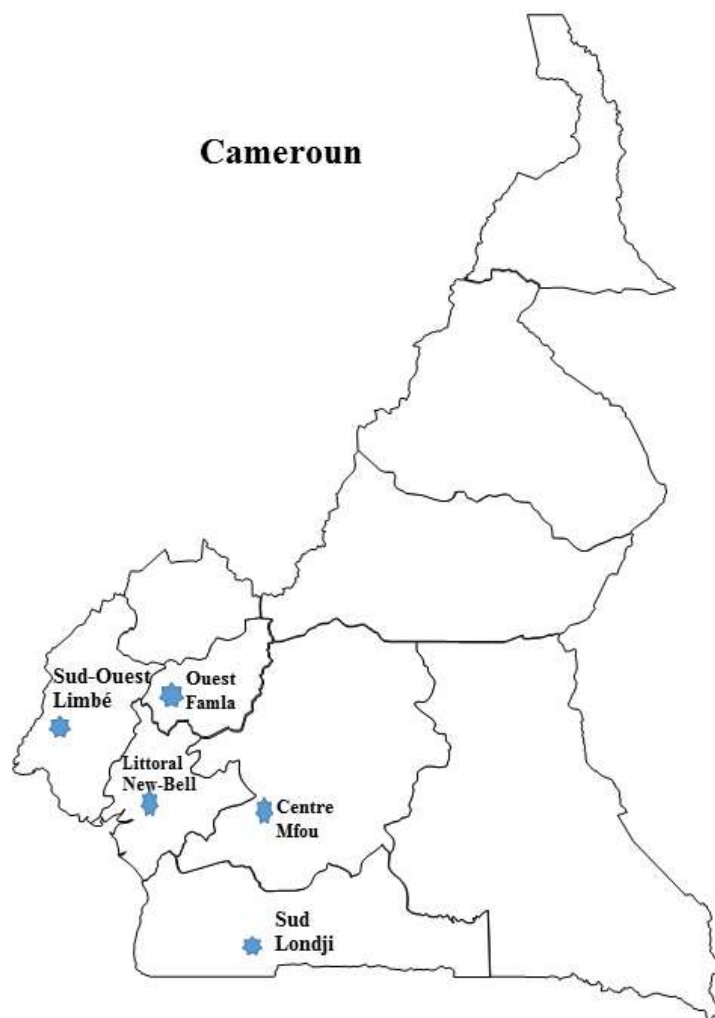 Cameroun
Sud-Ouest
Limbé
Ouest
Famla
Littoral
New-Bell
Centre
Mfou
Sud
Londji